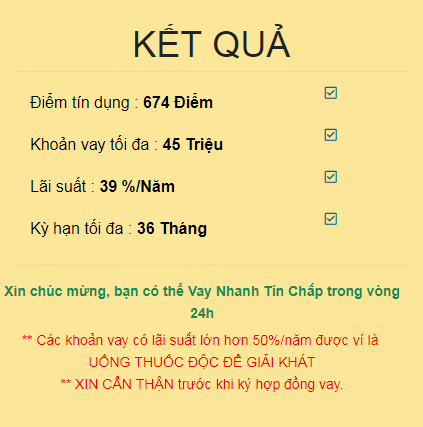 KẾT QUẢ
Điểm tín dụng : 674 Điểm
Khoản vay tối đa : 45 Triệu
Lãi suất : 39 %/Năm
Kỳ hạn tối đa : 36 Tháng
Xin chúc mừng, bạn có thể Vay Nhanh Tín Chấp trong vòng
24h
** Các khoản vay có lãi suất lớn hơn 50%/năm được ví là
UỐNG THUỐC ĐỘC ĐỂ GIẢI KHÁT
** XIN CẨN THẬN trước khi ký hợp đồng vay.